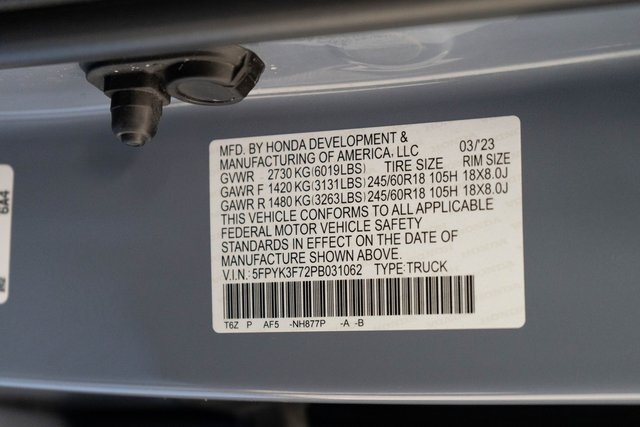 MFD. BY HONDA DEVELOPMENT &
MANUFACTURING OF AMERICA, LLC 03/'23
GVWR 2730 KG (6019LBS) TIRE SIZE RIM SIZE
GAWR F 1420 KG (3131LBS) 245/60R18 105H 18X8.0J
GAWR R 1480 KG (3263LBS) 245/60R18 105H 18X8.0J
THIS VEHICLE CONFORMS TO ALL APPLICABLE
FEDERAL MOTOR VEHICLE SAFETY
STANDARDS IN EFFECT ON THE DATE OF
MANUFACTURE SHOWN ABOVE.
V.I.N.: 5FPYK3F72PB031062 TYPE:TRUCK
T6Z P AF5 -NH877P -A -B
6A4